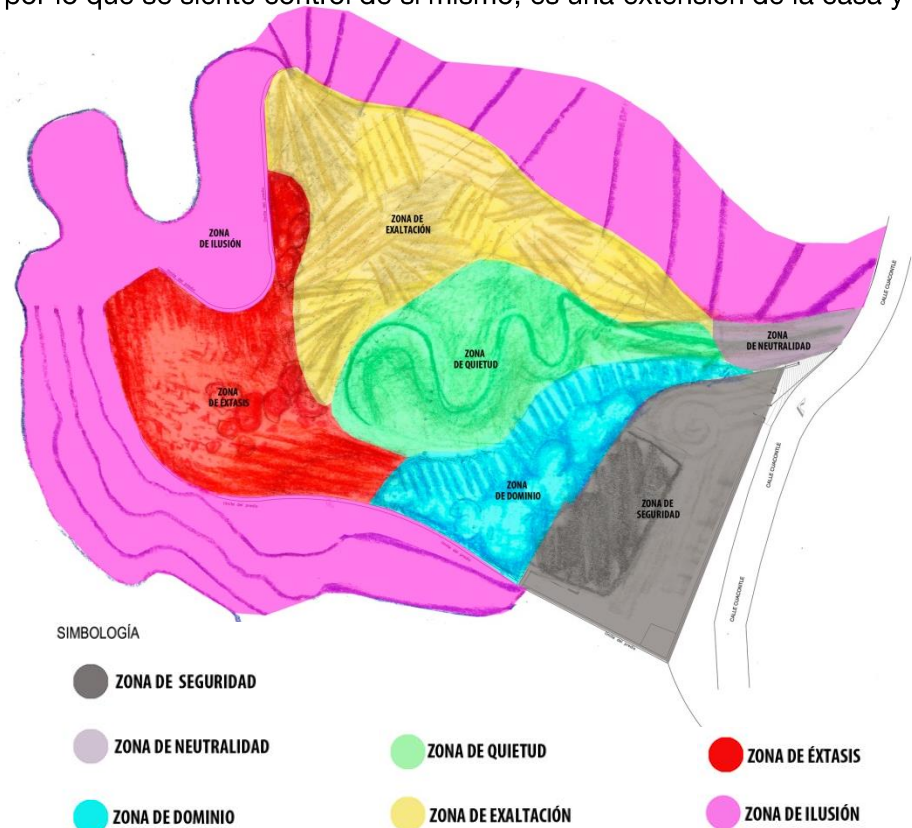 por lo que se siente control de si mismo, es una extensión de la casa y
ZONA DE
EXALTACIÓN
ZONA
DE ILUSIÓN
CALLE CUACONTLE
ZONA
DE NEUTRALIDAD
ZONA
DE QUIETUD
ZONA
DE ÉXTASIS
CALLE CUACONTLE
ZONA
DE DOMINIO
ZONA DE
SEGURIDAD
CALLE CUACONTLE
SIMBOLOGÍA
ZONA DE SEGURIDAD
ZONA DE NEUTRALIDAD
ZONA DE QUIETUD
ZONA DE ÉXTASIS
ZONA DE DOMINIO
ZONA DE EXALTACIÓN
ZONA DE ILUSIÓN